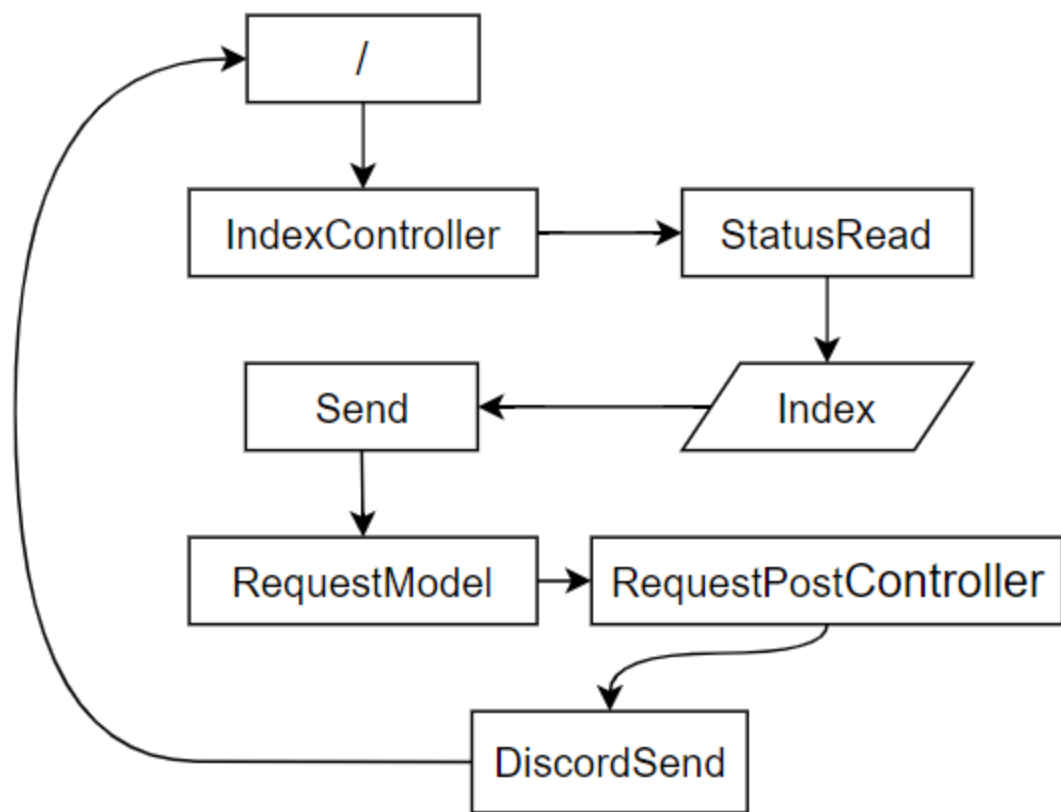 /
IndexController
StatusRead
Send
Index
RequestModel
RequestPostController
DiscordSend